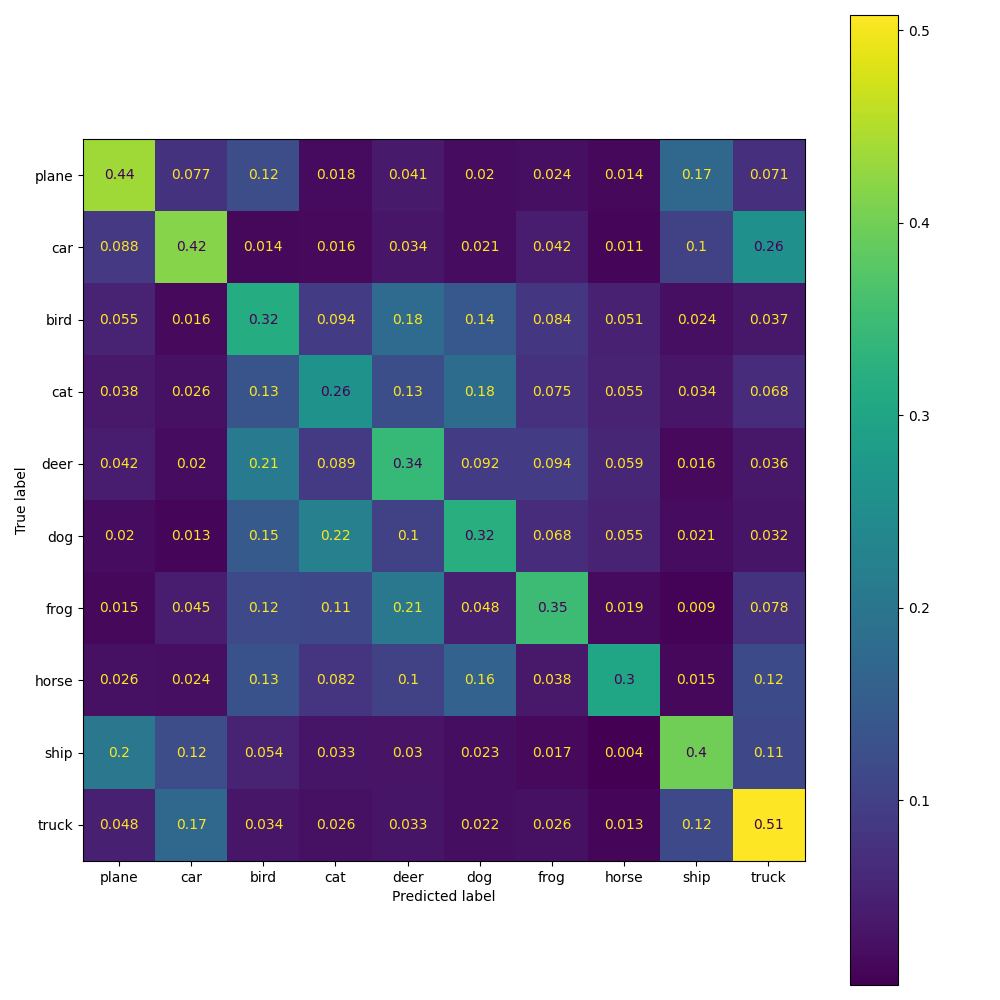 plane 0.44 0.077 0.12 0.018 0.041 0.02 0.024 0.014 0.17 0.071
car 0.088 0.42 0.014 0.016 0.034 0.021 0.042 0.011 0.1 0.26
bird 0.055 0.016 0.32 0.094 0.18 0.14 0.084 0.051 0.024 0.037
cat 0.038 0.026 0.13 0.26 0.13 0.18 0.075 0.055 0.034 0.068
deer 0.042 0.02 0.21 0.089 0.34 0.092 0.094 0.059 0.016 0.036
dog 0.02 0.013 0.15 0.22 0.1 0.32 0.068 0.055 0.021 0.032
frog 0.015 0.045 0.12 0.11 0.21 0.048 0.35 0.019 0.009 0.078
horse 0.026 0.024 0.13 0.082 0.1 0.16 0.038 0.3 0.015 0.12
ship 0.2 0.12 0.054 0.033 0.03 0.023 0.017 0.004 0.4 0.11
truck 0.048 0.17 0.034 0.026 0.033 0.022 0.026 0.013 0.12 0.51
plane car bird cat deer dog frog horse ship truck
Predicted label
True label
0.5
0.4
0.3
0.2
0.1